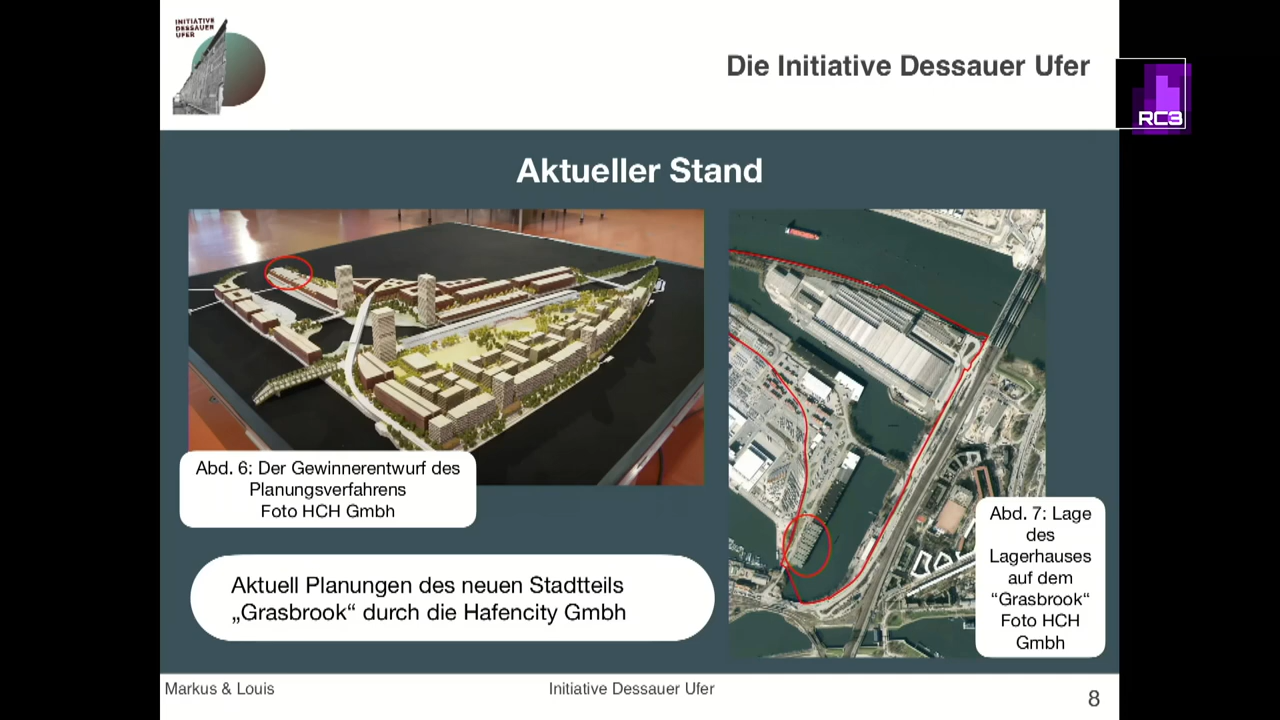 INITIATIVE
DESSAUER
UFER
Die Initiative Dessauer Ufer
RC3
Aktueller Stand
Abd. 6: Der Gewinnerentwurf des
Planungsverfahrens
Foto HCH Gmbh
Abd. 7: Lage
des
Lagerhauses
auf dem
“Grasbrook“
Foto HCH
Gmbh
Aktuell Planungen des neuen Stadtteils
„Grasbrook“ durch die Hafencity Gmbh
Markus & Louis
Initiative Dessauer Ufer
8